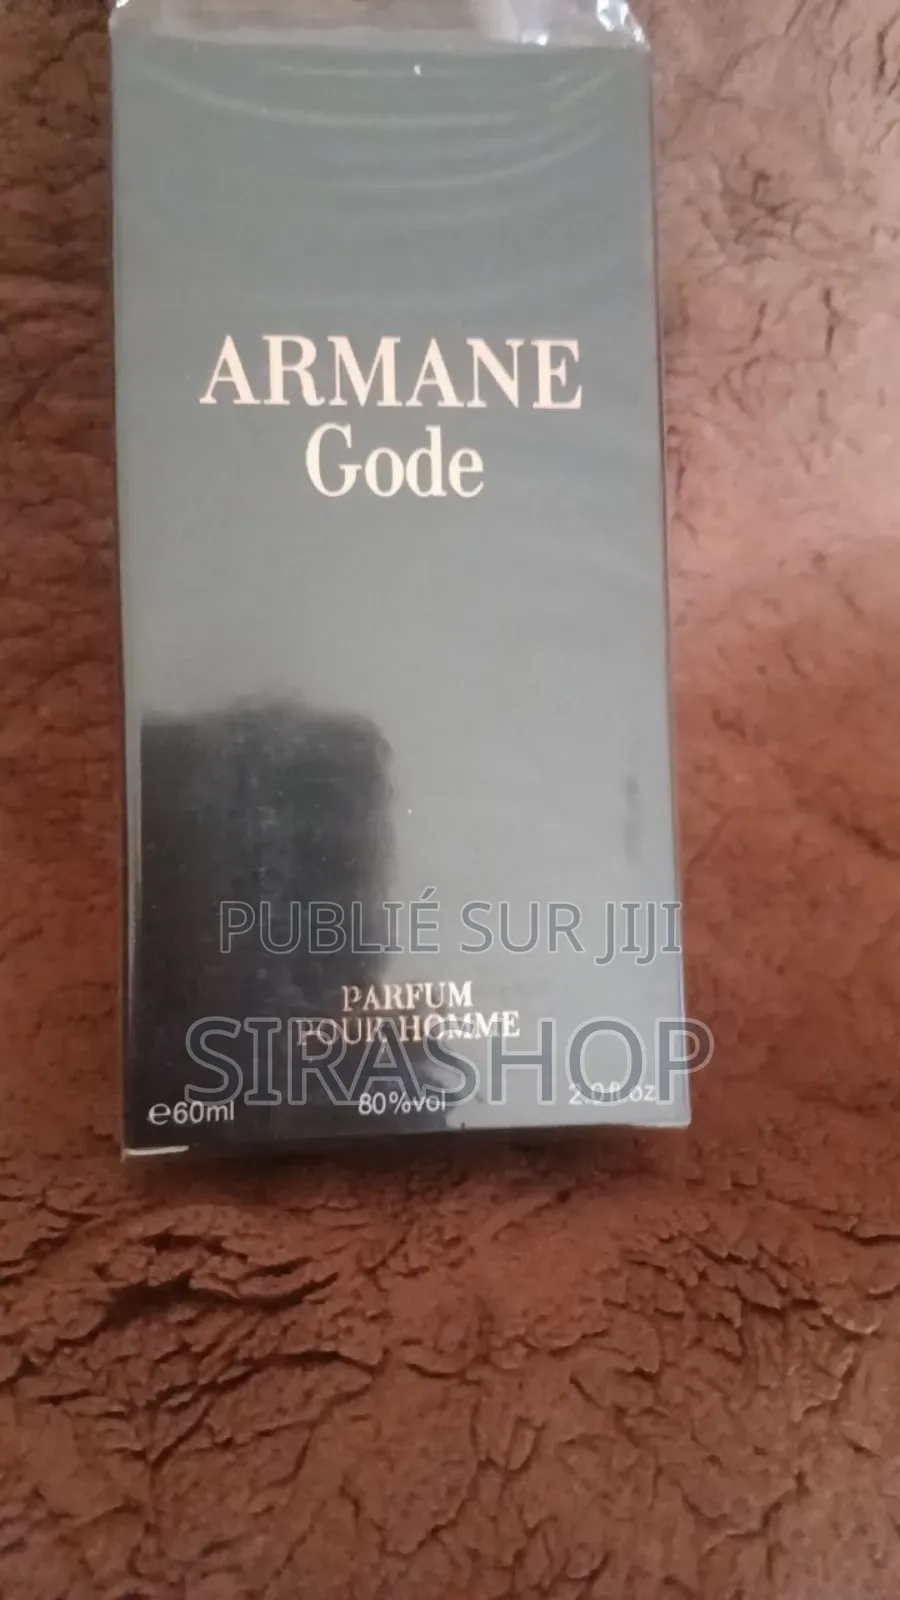 ARMANE
Gode
PUBLIÉ SUR JIJI
PARFUM
POUR HOMME
SIRASHOP
e60ml 80%vol 2.0fl.oz